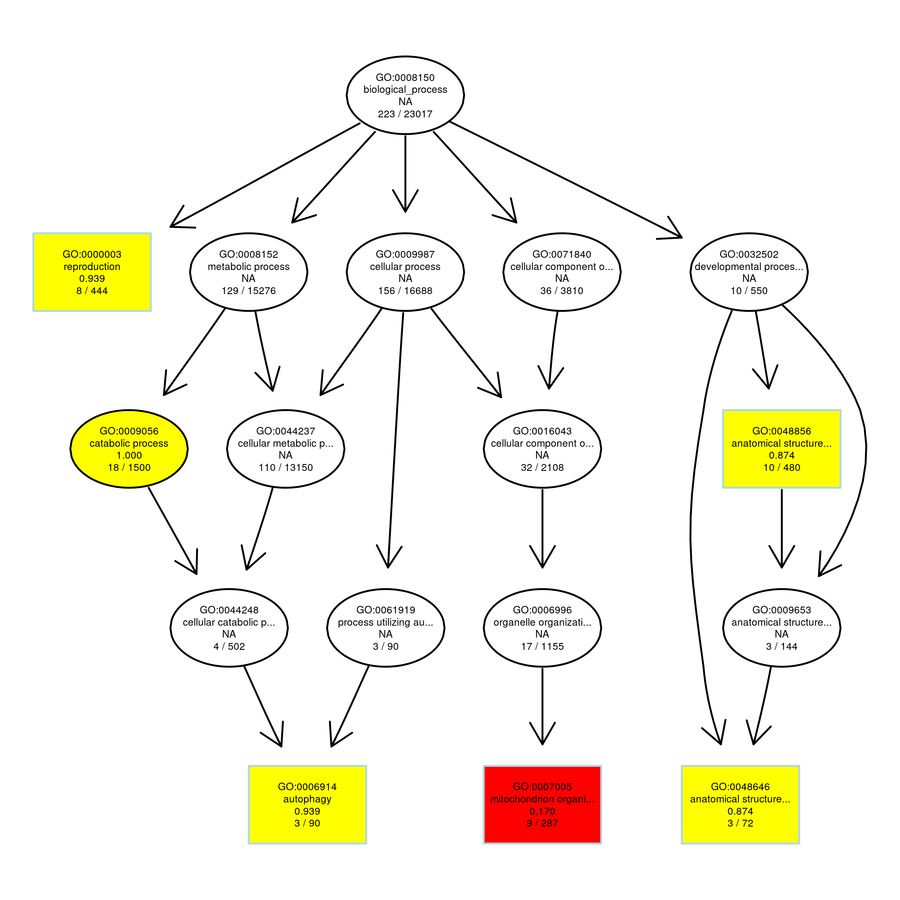 GO:0008150
biological_process
NA
223 / 23017
GO:0000003
reproduction
0.939
8 / 444
GO:0008152
metabolic process
NA
129 / 15276
GO:0009987
cellular process
NA
156 / 16688
GO:0071840
cellular component o...
NA
36 / 3810
GO:0032502
developmental proces...
NA
10 / 550
GO:0009056
catabolic process
1.000
18 / 1500
GO:0044237
cellular metabolic p...
NA
110 / 13150
GO:0016043
cellular component o...
NA
32 / 2108
GO:0048856
anatomical structure...
0.874
10 / 480
GO:0044248
cellular catabolic p...
NA
4 / 502
GO:0061919
process utilizing au...
NA
3 / 90
GO:0006996
organelle organizati...
NA
17 / 1155
GO:0009653
anatomical structure...
NA
3 / 144
GO:0006914
autophagy
0.939
3 / 90
GO:0007005
mitochondrion organi...
0.170
9 / 287
GO:0048646
anatomical structure...
0.874
3 / 72